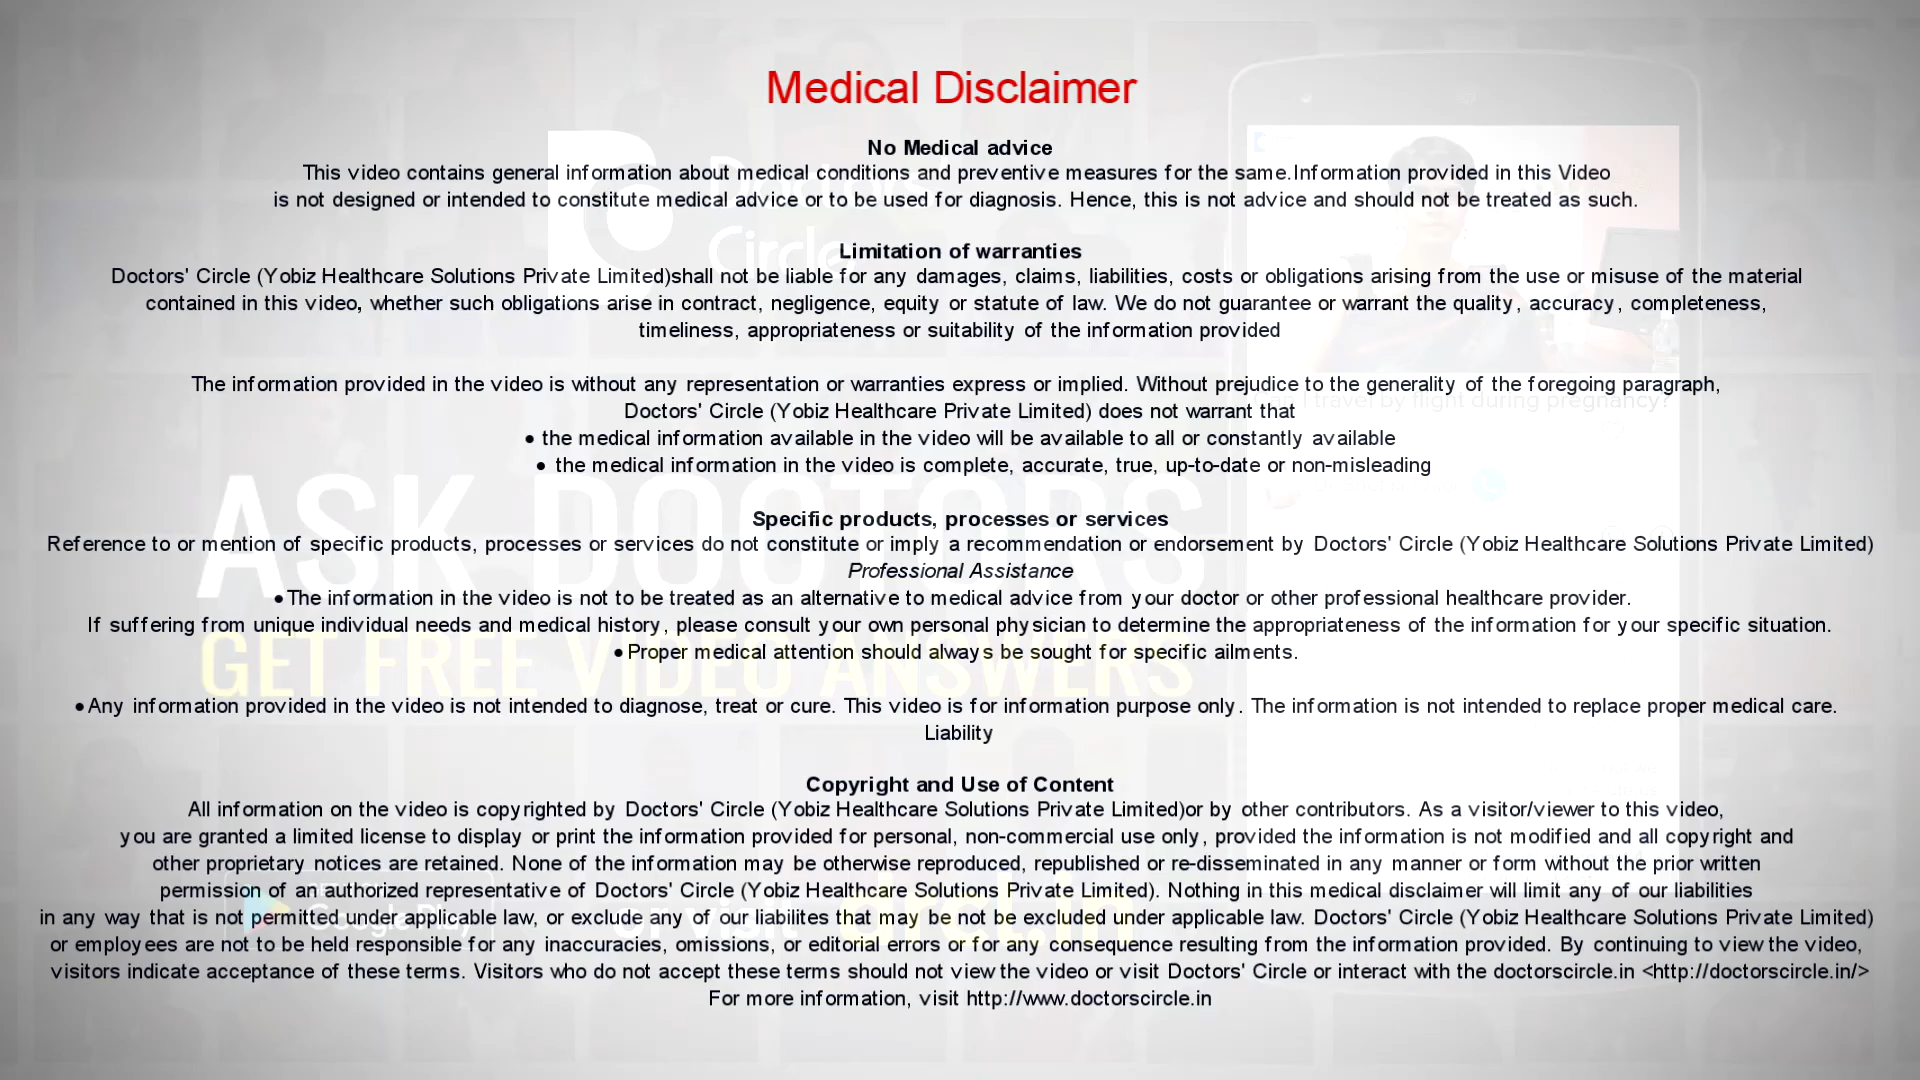 Medical Disclaimer
No Medical advice
This video contains general information about medical conditions and preventive measures for the same.Information provided in this Video
is not designed or intended to constitute medical advice or to be used for diagnosis. Hence, this is not advice and should not be treated as such.
Doctors'
Circle
Limitation of warranties
Doctors' Circle (Yobiz Healthcare Solutions Private Limited)shall not be liable for any damages, claims, liabilities, costs or obligations arising from the use or misuse of the material
contained in this video, whether such obligations arise in contract, negligence, equity or statute of law. We do not guarantee or warrant the quality, accuracy, completeness,
timeliness, appropriateness or suitability of the information provided
The information provided in the video is without any representation or warranties express or implied. Without prejudice to the generality of the foregoing paragraph,
Can I travel by flight during pregnancy?
Doctors' Circle (Yobiz Healthcare Private Limited) does not warrant that
• the medical information available in the video will be available to all or constantly available
• the medical information in the video is complete, accurate, true, up-to-date or non-misleading
ASK DOCTORS
Specific products, processes or services
Reference to or mention of specific products, processes or services do not constitute or imply a recommendation or endorsement by Doctors' Circle (Yobiz Healthcare Solutions Private Limited)
Professional Assistance
•The information in the video is not to be treated as an alternative to medical advice from your doctor or other professional healthcare provider.
If suffering from unique individual needs and medical history, please consult your own personal physician to determine the appropriateness of the information for your specific situation.
•Proper medical attention should always be sought for specific ailments.
GET FREE VIDEO ANSWERS
•Any information provided in the video is not intended to diagnose, treat or cure. This video is for information purpose only. The information is not intended to replace proper medical care.
Liability
Copyright and Use of Content
All information on the video is copyrighted by Doctors' Circle (Yobiz Healthcare Solutions Private Limited)or by other contributors. As a visitor/viewer to this video,
you are granted a limited license to display or print the information provided for personal, non-commercial use only, provided the information is not modified and all copyright and
other proprietary notices are retained. None of the information may be otherwise reproduced, republished or re-disseminated in any manner or form without the prior written
permission of an authorized representative of Doctors' Circle (Yobiz Healthcare Solutions Private Limited). Nothing in this medical disclaimer will limit any of our liabilities
in any way that is not permitted under applicable law, or exclude any of our liabilites that may be not be excluded under applicable law. Doctors' Circle (Yobiz Healthcare Solutions Private Limited)
Google Play or visit drcl.in
or employees are not to be held responsible for any inaccuracies, omissions, or editorial errors or for any consequence resulting from the information provided. By continuing to view the video,
visitors indicate acceptance of these terms. Visitors who do not accept these terms should not view the video or visit Doctors' Circle or interact with the doctorscircle.in <http://doctorscircle.in/>
For more information, visit http://www.doctorscircle.in